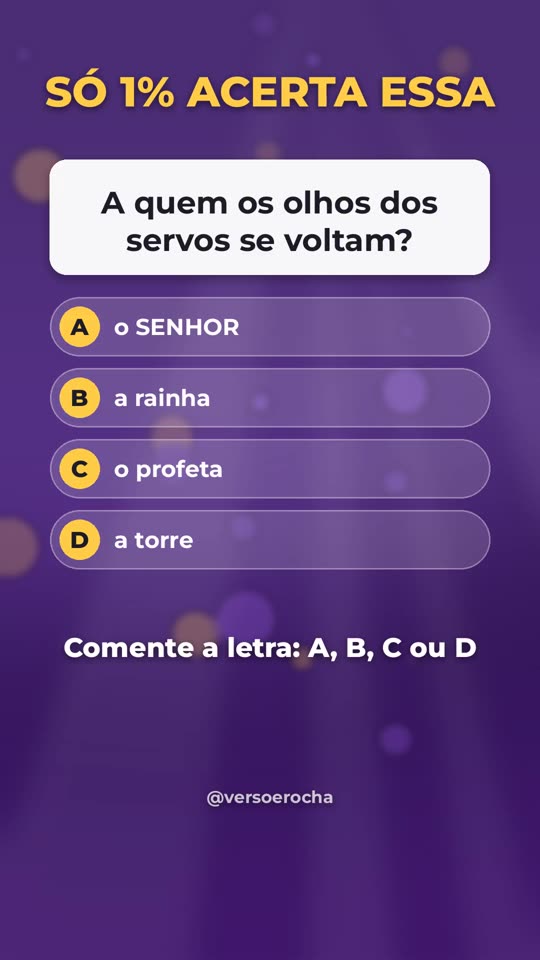 SÓ 1% ACERTA ESSA
A quem os olhos dos
servos se voltam?
A o SENHOR
B a rainha
C o profeta
D a torre
Comente a letra: A, B, C ou D
@versoerocha